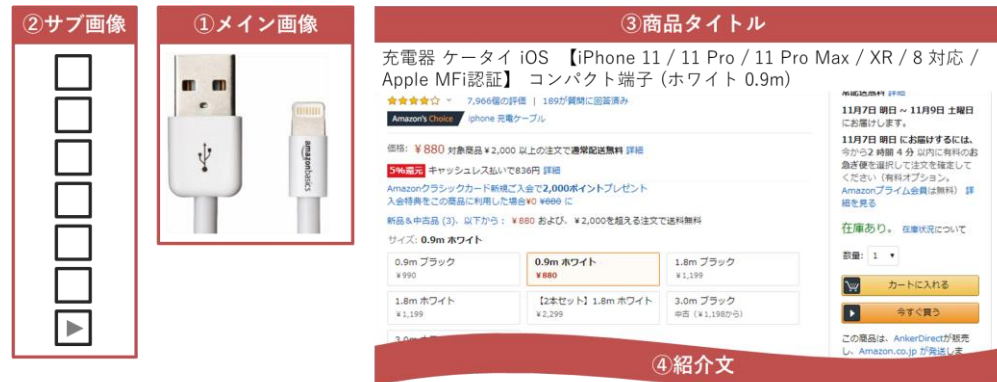 ②サブ画像
①メイン画像
amazonbasics
③商品タイトル
充電器 ケータイ iOS 【iPhone 11 / 11 Pro / 11 Pro Max / XR / 8 対応 /
Apple MFi認証】 コンパクト端子 (ホワイト 0.9m)
7,966個の評価 | 189が質問に回答済み
Amazon's Choice iphone 充電ケーブル
価格: ¥880 対象商品¥2,000 以上の注文で通常配送無料 詳細
5%還元 キャッシュレス払いで836円 詳細
Amazonクラシックカード新規ご入会で2,000ポイントプレゼント
入会特典をこの商品に利用した場合¥0 ¥880 に
新品&中古品 (3)、以下から: ¥880 および、¥2,000を超える注文で送料無料
サイズ: 0.9m ホワイト
0.9m ブラック
¥990
0.9m ホワイト
¥880
1.8m ブラック
¥1,199
1.8m ホワイト
¥1,199
【2本セット】1.8m ホワイト
¥2,299
3.0m ブラック
中古 (¥1,198から)
常配送無料 詳細
11月7日 明日 ~ 11月9日 土曜日
にお届けします。
11月7日 明日 にお届けするには、
今から2 時間 4 分 以内に有料のお
急ぎ便を選択して注文を確定して
ください (有料オプション。
Amazonプライム会員は無料) 詳
細を見る
在庫あり。 在庫状況について
数量: 1
カートに入れる
今すぐ買う
この商品は、AnkerDirectが販売
し、Amazon.co.jp が発送しま
④紹介文